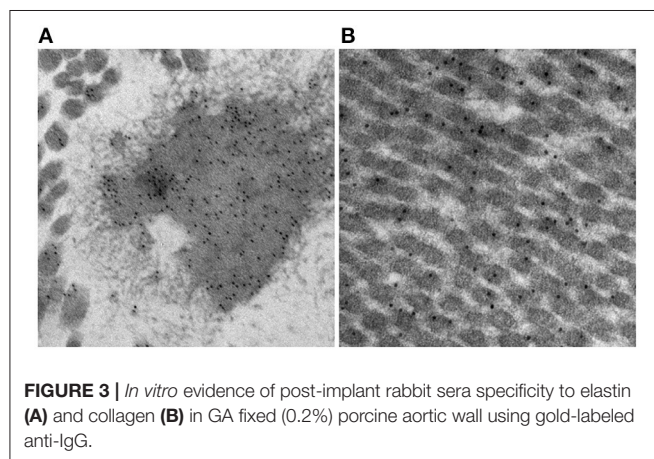 A
B
FIGURE 3 | In vitro evidence of post-implant rabbit sera specificity to elastin
(A) and collagen (B) in GA fixed (0.2%) porcine aortic wall using gold-labeled
anti-IgG.